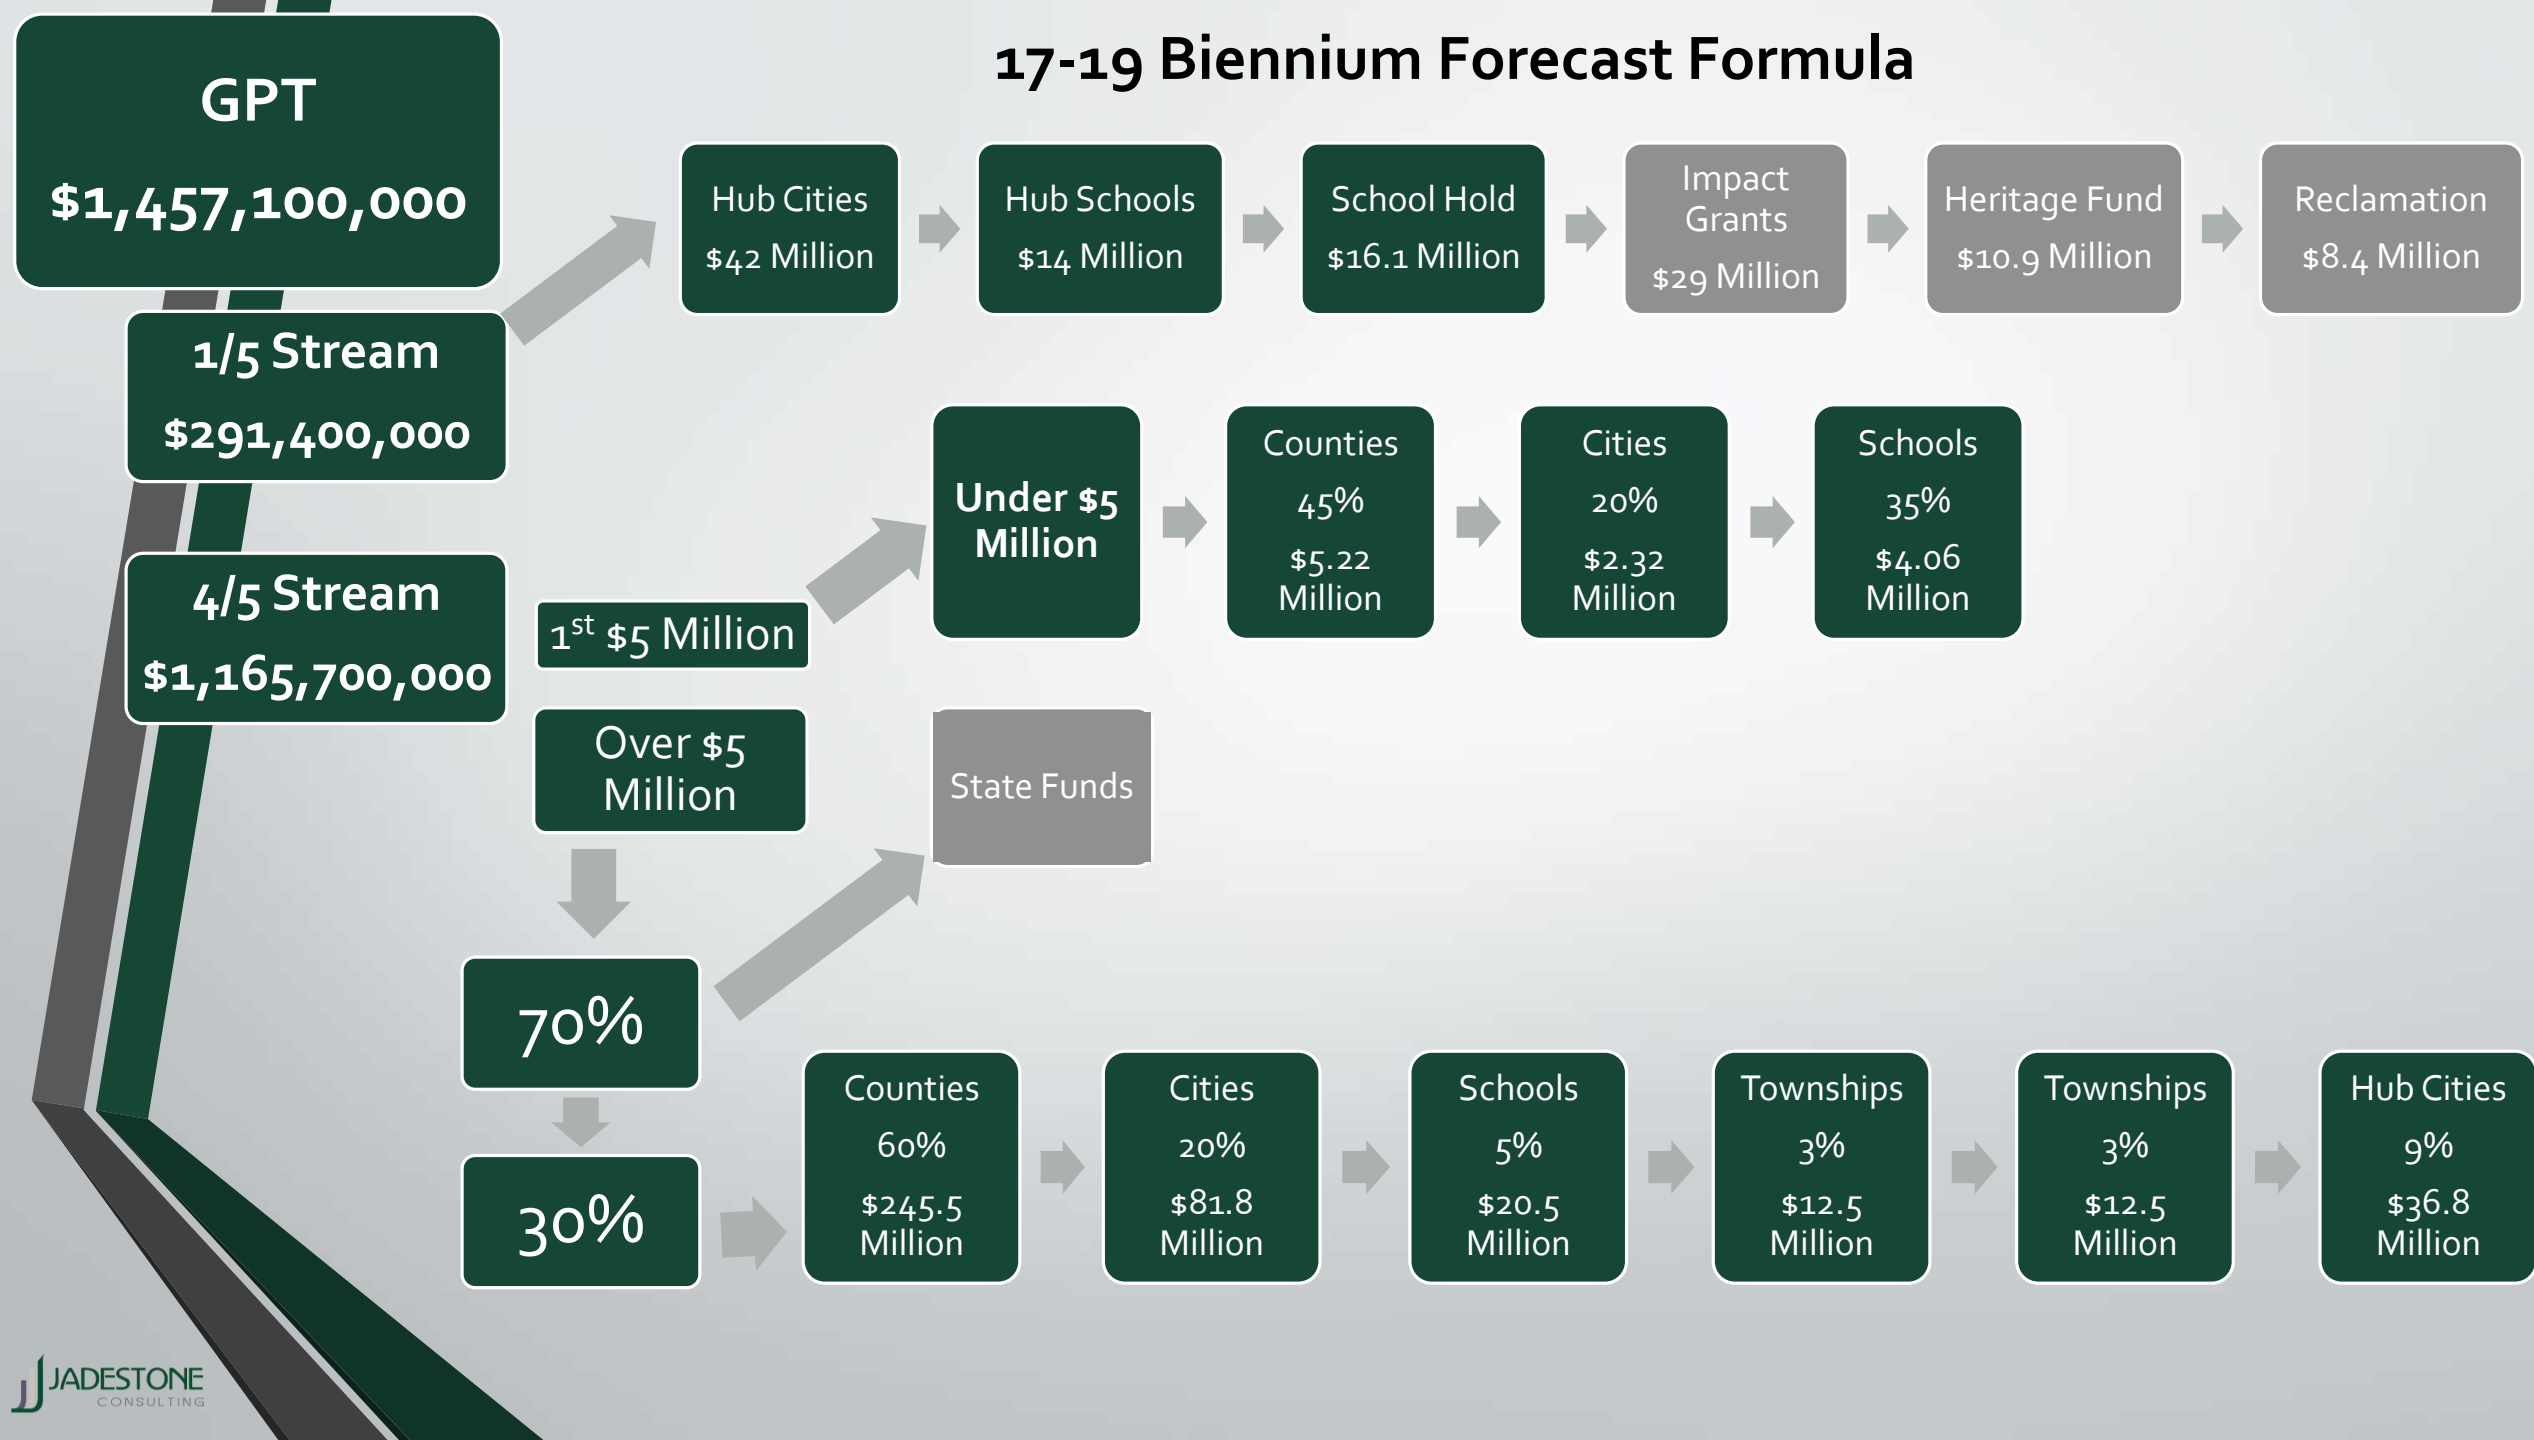 17-19 Biennium Forecast Formula
GPT
$1,457,100,000
1/5 Stream
$291,400,000
4/5 Stream
$1,165,700,000
Hub Cities
$42 Million
Hub Schools
$14 Million
School Hold
$16.1 Million
Impact
Grants
$29 Million
Heritage Fund
$10.9 Million
Reclamation
$8.4 Million
1st $5 Million
Under $5
Million
Counties
45%
$5.22
Million
Cities
20%
$2.32
Million
Schools
35%
$4.06
Million
Over $5
Million
State Funds
70%
30%
Counties
60%
$245.5
Million
Cities
20%
$81.8
Million
Schools
5%
$20.5
Million
Townships
3%
$12.5
Million
Townships
3%
$12.5
Million
Hub Cities
9%
$36.8
Million
JADESTONE
CONSULTING